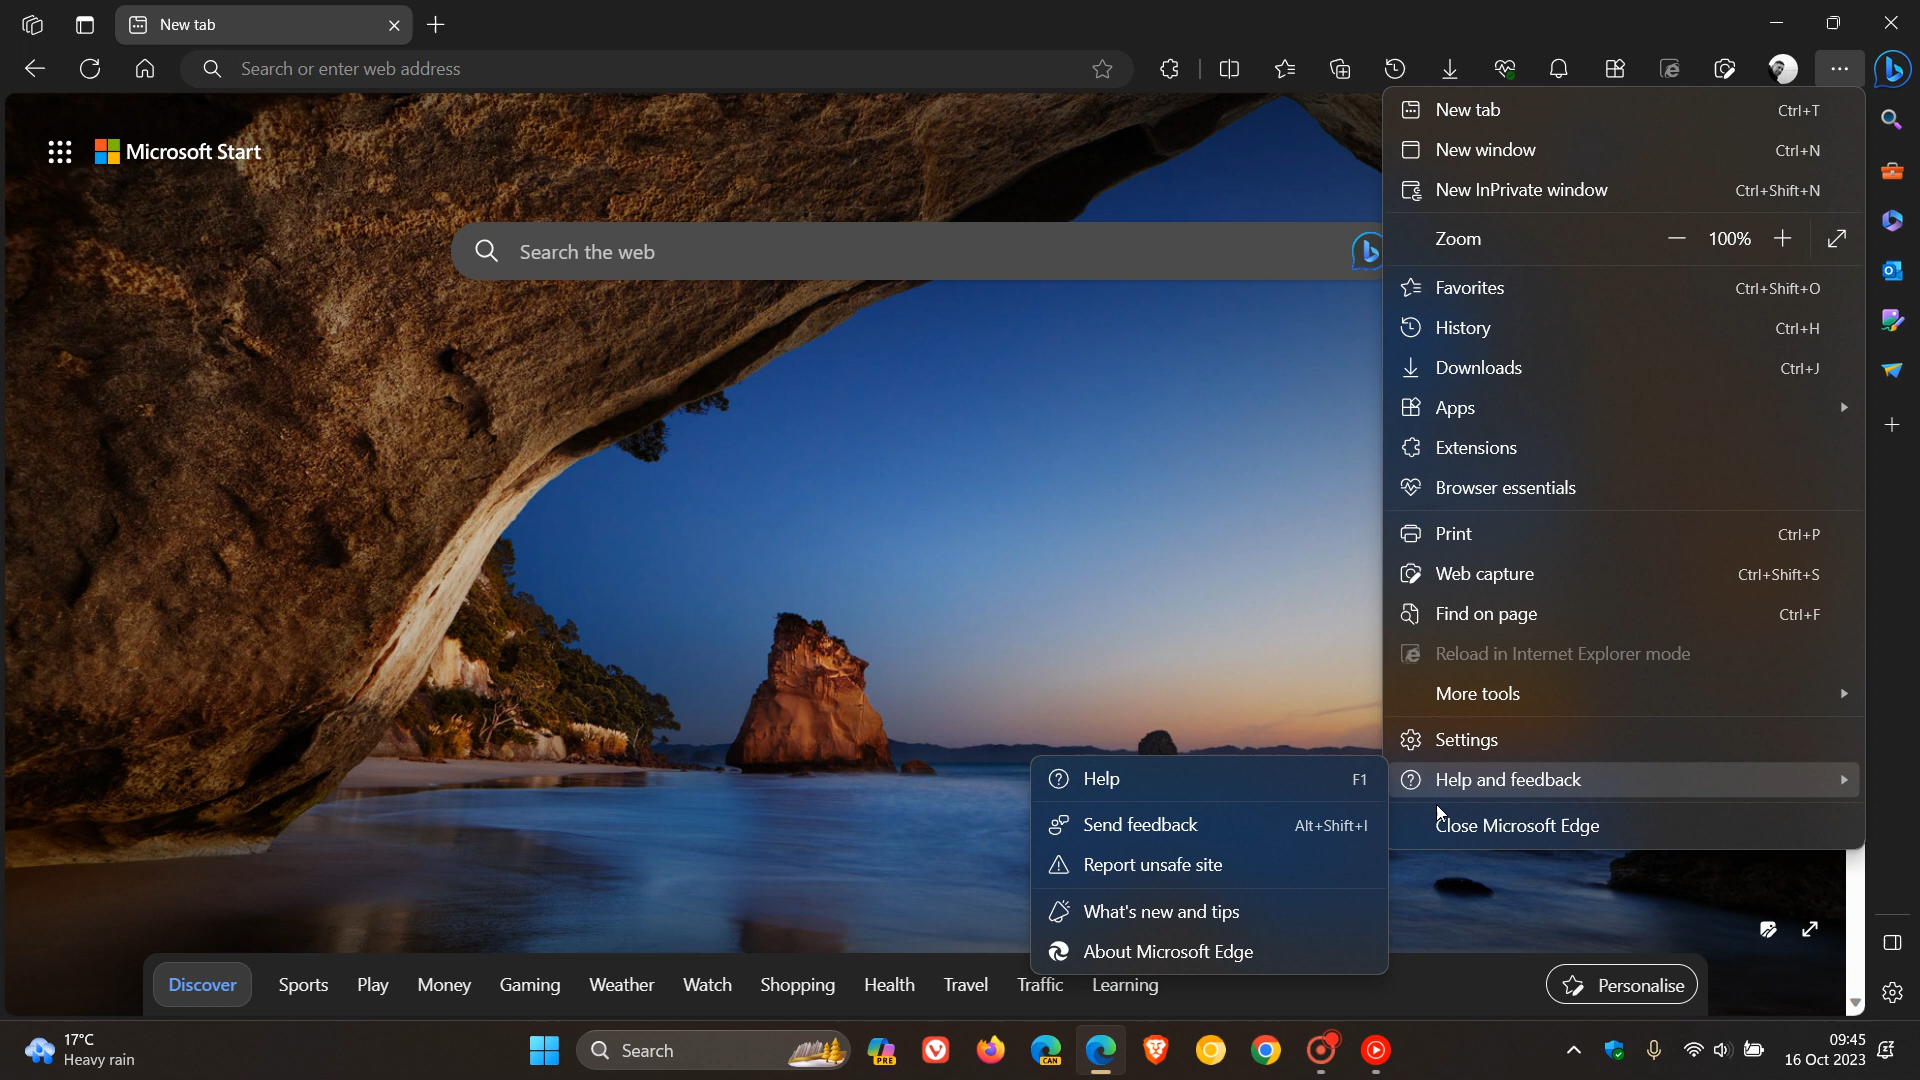 New tab
Search or enter web address
Microsoft Start
Search the web
New tab Ctrl+T
New window Ctrl+N
New InPrivate window Ctrl+Shift+N
Zoom 100%
Favorites Ctrl+Shift+O
History Ctrl+H
Downloads Ctrl+J
Apps
Extensions
Browser essentials
Print Ctrl+P
Web capture Ctrl+Shift+S
Find on page Ctrl+F
Reload in Internet Explorer mode
More tools
Settings
Help and feedback
Close Microsoft Edge
Help F1
Send feedback Alt+Shift+I
Report unsafe site
What's new and tips
About Microsoft Edge
Discover Sports Play Money Gaming Weather Watch Shopping Health Travel Traffic Learning Personalise
17°C
Heavy rain
Search
PRE
CAN
09:45
16 Oct 2023